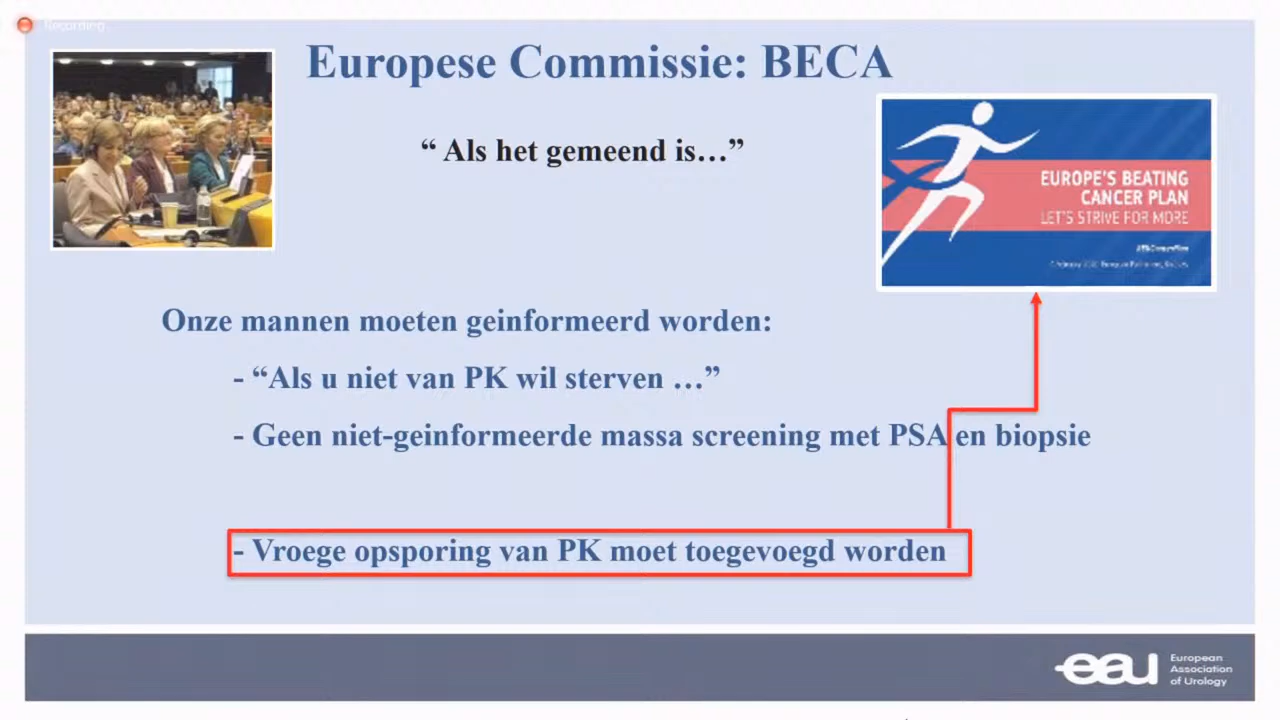 Recording...
Europese Commissie: BECA
“ Als het gemeend is…”
EUROPE'S BEATING
CANCER PLAN
LET'S STRIVE FOR MORE
Onze mannen moeten geinformeerd worden:
- “Als u niet van PK wil sterven …”
- Geen niet-geinformeerde massa screening met PSA en biopsie
- Vroege opsporing van PK moet toegevoegd worden
eau
European
Association
of Urology